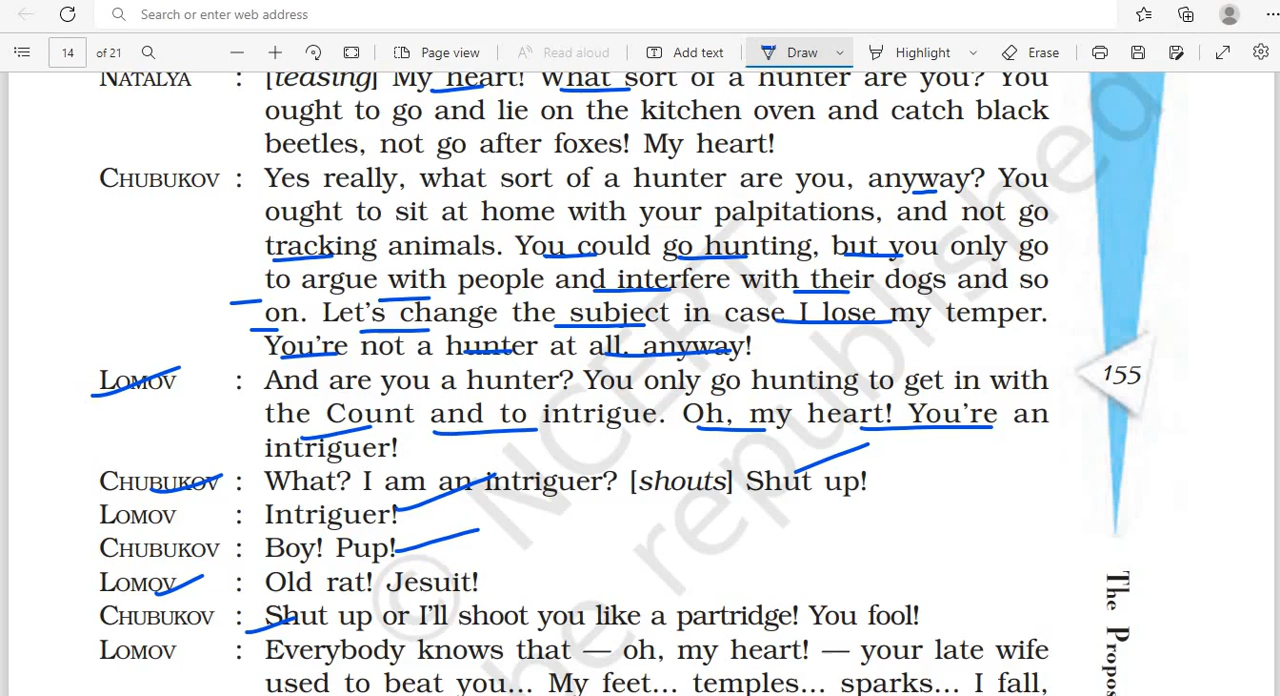 Search or enter web address
14 of 21 Page view Read aloud Add text Draw Highlight Erase
NATALYA : [teasing] My heart! What sort of a hunter are you? You
ought to go and lie on the kitchen oven and catch black
beetles, not go after foxes! My heart!
CHUBUKOV : Yes really, what sort of a hunter are you, anyway? You
ought to sit at home with your palpitations, and not go
tracking animals. You could go hunting, but you only go
to argue with people and interfere with their dogs and so
on. Let's change the subject in case I lose my temper.
You're not a hunter at all, anyway!
LOMOV : And are you a hunter? You only go hunting to get in with
the Count and to intrigue. Oh, my heart! You're an
intriguer!
CHUBUKOV : What? I am an intriguer? [shouts] Shut up!
LOMOV : Intriguer!
CHUBUKOV : Boy! Pup!
LOMOV : Old rat! Jesuit!
CHUBUKOV : Shut up or I'll shoot you like a partridge! You fool!
LOMOV : Everybody knows that — oh, my heart! — your late wife
used to beat you... My feet... temples... sparks... I fall,
155
The Propos
© NCERT
be republished